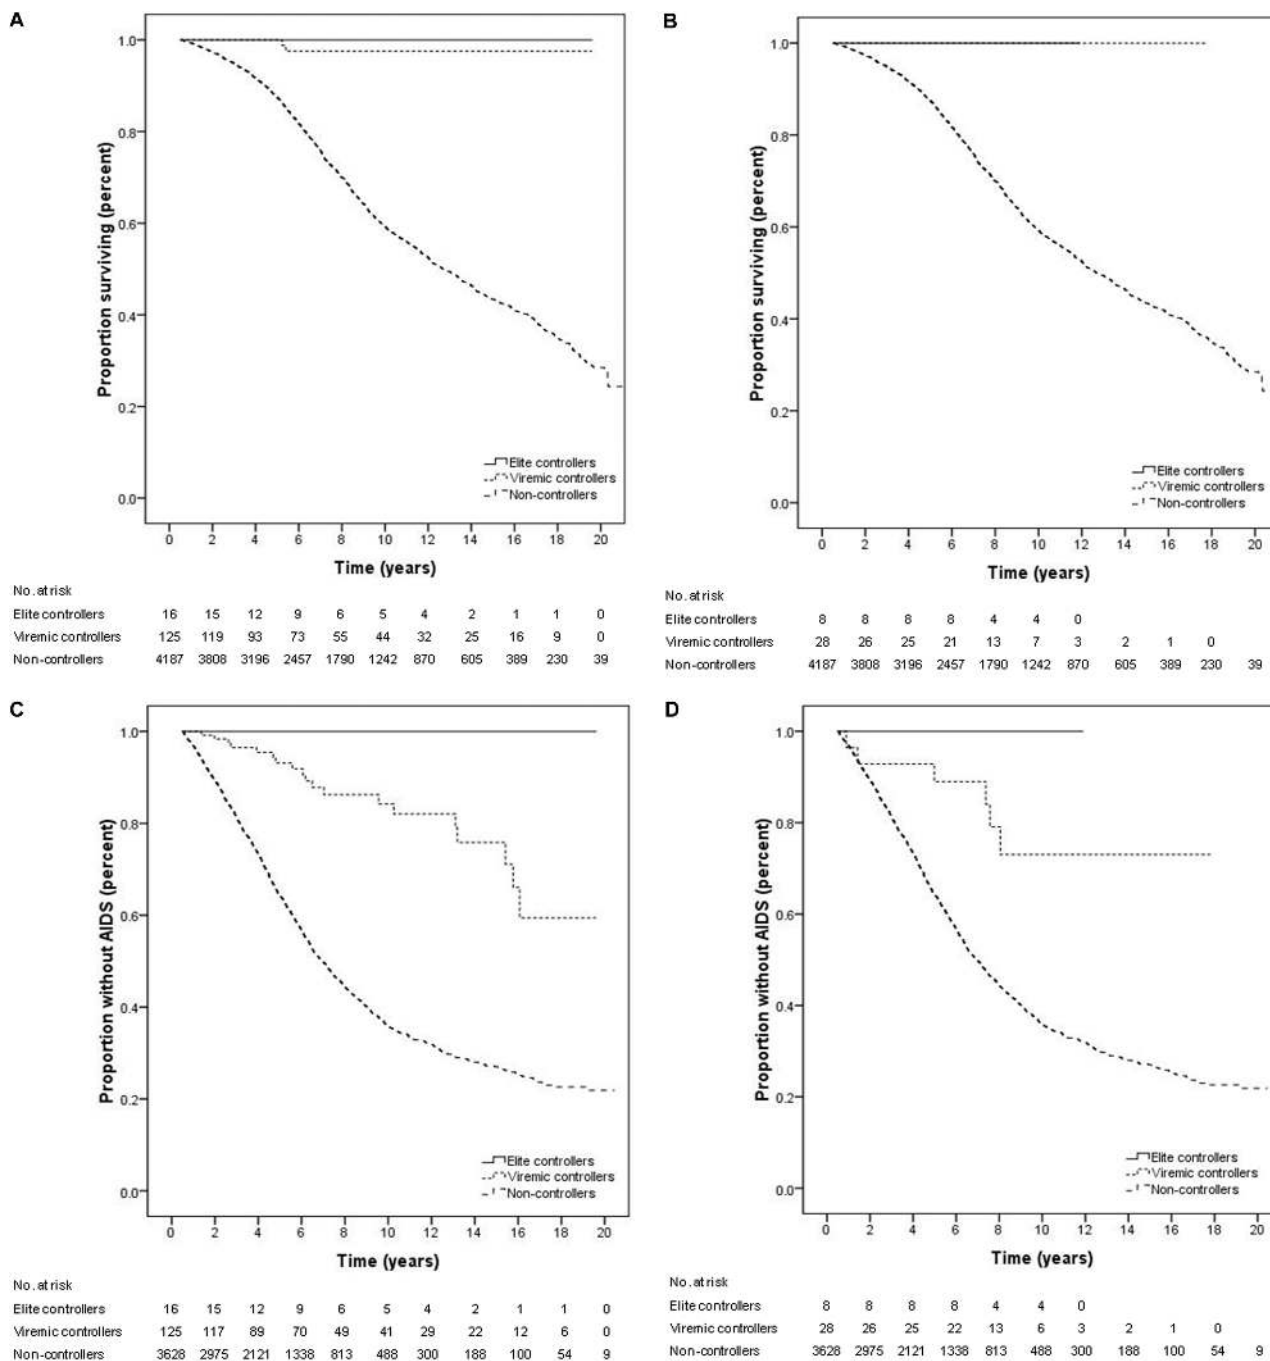 A
1.0
0.8
0.6
0.4
0.2
0.0
Proportion surviving (percent)
Elite controllers
Viremic controllers
Non-controllers
0 2 4 6 8 10 12 14 16 18 20
Time (years)
No. at risk
Elite controllers 16 15 12 9 6 5 4 2 1 1 0
Viremic controllers 125 119 93 73 55 44 32 25 16 9 0
Non-controllers 4187 3808 3196 2457 1790 1242 870 605 389 230 39
B
1.0
0.8
0.6
0.4
0.2
0.0
Proportion surviving (percent)
Elite controllers
Viremic controllers
Non-controllers
0 2 4 6 8 10 12 14 16 18 20
Time (years)
No. at risk
Elite controllers 8 8 8 8 4 4 0
Viremic controllers 28 26 25 21 13 7 3 2 1 0
Non-controllers 4187 3808 3196 2457 1790 1242 870 605 389 230 39
C
1.0
0.8
0.6
0.4
0.2
0.0
Proportion without AIDS (percent)
Elite controllers
Viremic controllers
Non-controllers
0 2 4 6 8 10 12 14 16 18 20
Time (years)
No. at risk
Elite controllers 16 15 12 9 6 5 4 2 1 1 0
Viremic controllers 125 117 89 70 49 41 29 22 12 6 0
Non-controllers 3628 2975 2121 1338 813 488 300 188 100 54 9
D
1.0
0.8
0.6
0.4
0.2
0.0
Proportion without AIDS (percent)
Elite controllers
Viremic controllers
Non-controllers
0 2 4 6 8 10 12 14 16 18 20
Time (years)
No. at risk
Elite controllers 8 8 8 8 4 4 0
Viremic controllers 28 26 25 22 13 6 3 2 1 0
Non-controllers 3628 2975 2121 1338 813 488 300 188 100 54 9